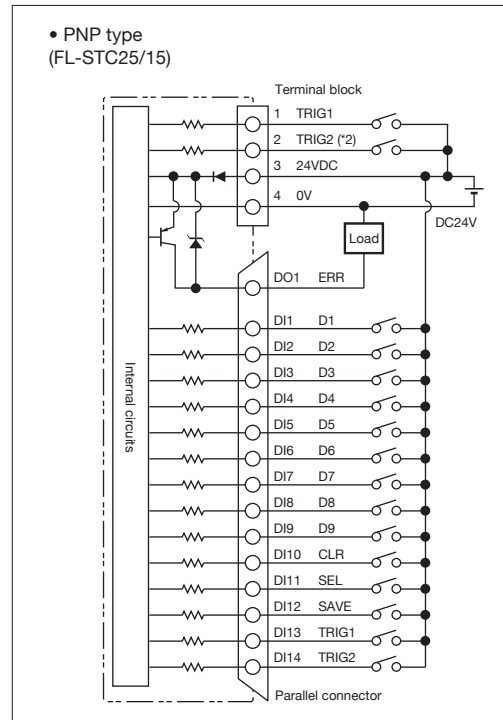 • PNP type
(FL-STC25/15)
Terminal block
1 TRIG1
2 TRIG2 (*2)
3 24VDC
4 0V
DC24V
Load
DO1 ERR
DI1 D1
DI2 D2
DI3 D3
DI4 D4
DI5 D5
DI6 D6
DI7 D7
DI8 D8
DI9 D9
DI10 CLR
DI11 SEL
DI12 SAVE
DI13 TRIG1
DI14 TRIG2
Internal circuits
Parallel connector